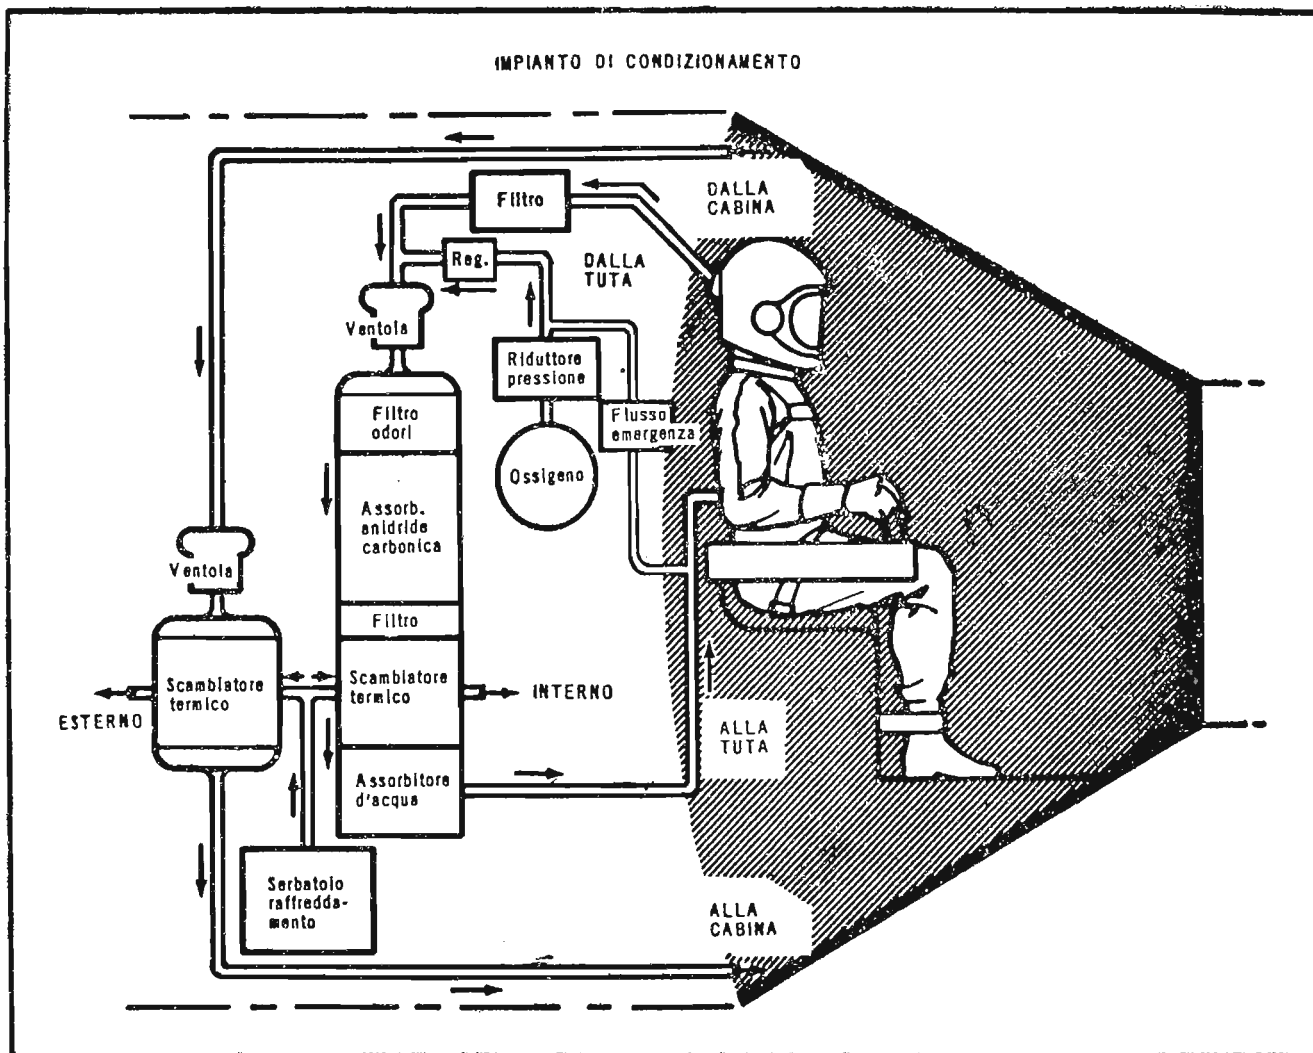 IMPIANTO DI CONDIZIONAMENTO
DALLA
CABINA
Filtro
Reg.
DALLA
TUTA
Ventola
Riduttore
pressione
Filtro
odori
Flusso
emergenza
Ossigeno
Assorb.
anidride
carbonica
Ventola
Filtro
Scambiatore
termico
Scambiatore
termico
INTERNO
ESTERNO
ALLA
TUTA
Assorbitore
d'acqua
Serbatoio
raffredda-
mento
ALLA
CABINA